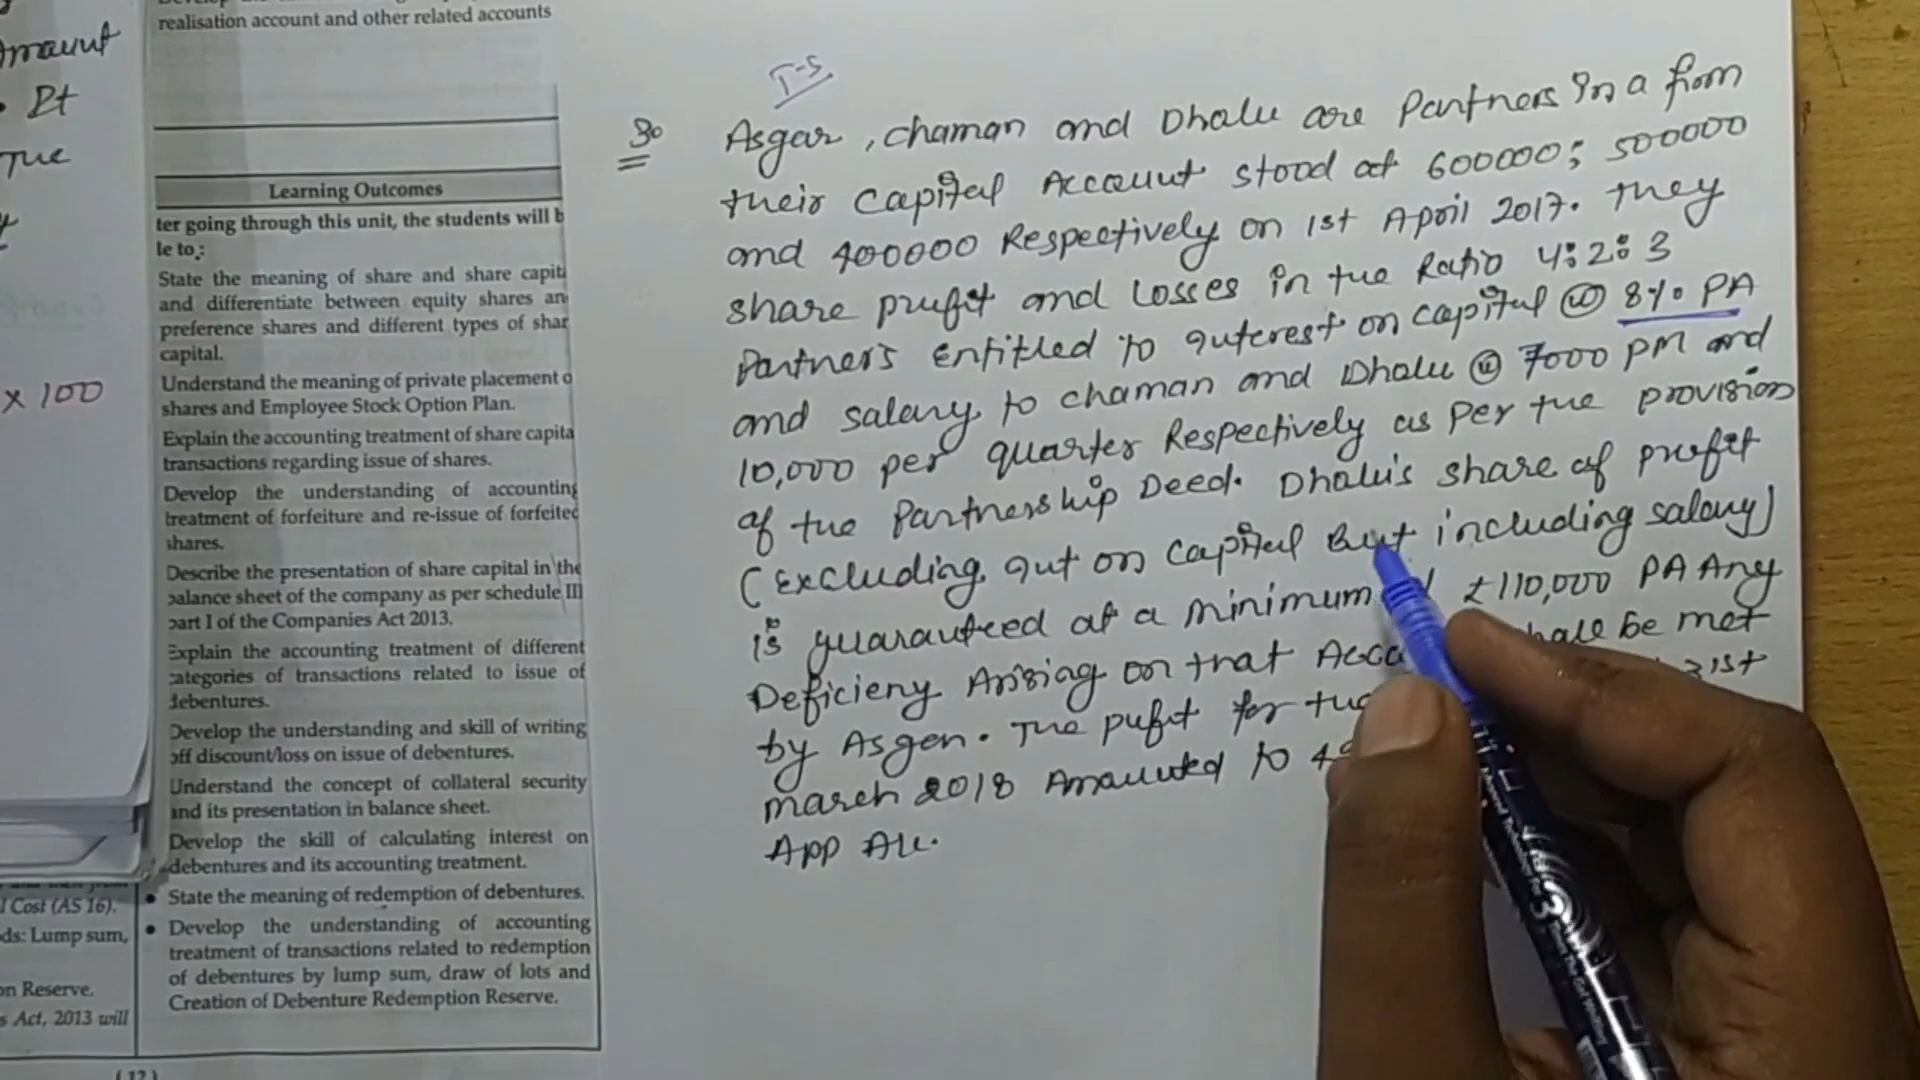 realisation account and other related accounts
Learning Outcomes
ter going through this unit, the students will b
le to:
State the meaning of share and share capit
and differentiate between equity shares an
preference shares and different types of shar
capital.
Understand the meaning of private placement o
shares and Employee Stock Option Plan.
Explain the accounting treatment of share capita
transactions regarding issue of shares.
Develop the understanding of accounting
treatment of forfeiture and re-issue of forfeited
shares.
Describe the presentation of share capital in the
balance sheet of the company as per schedule III
part I of the Companies Act 2013.
Explain the accounting treatment of different
categories of transactions related to issue of
debentures.
Develop the understanding and skill of writing
off discount/loss on issue of debentures.
Understand the concept of collateral security
and its presentation in balance sheet.
Develop the skill of calculating interest on
debentures and its accounting treatment.
• State the meaning of redemption of debentures.
• Develop the understanding of accounting
treatment of transactions related to redemption
of debentures by lump sum, draw of lots and
Creation of Debenture Redemption Reserve.
(12)
Amount
x 100
l Cost (AS 16).
ds: Lump sum,
on Reserve.
s Act, 2013 will
T-S
30
Asgar, chaman and Dhalu are Partners in a from
their capital Account stood at 600000; 500000
and 400000 Respectively on 1st April 2017. They
share profit and Losses in the Ratio 4:2:3
Partners entitled to interest on capital @ 8% PA
and salary to chaman and Dhalu @ 7000 PM and
10,000 per quarter Respectively as per the provision
of the Partnership Deed. Dhalu's share of profit
(excluding int on capital But including salary)
is guaranteed at a minimum ₹110,000 PA Any
Deficieny Arising on that Acco hall be met
by Asgen. The pufit for the 31st
march 2018 Amounted to 4
App A/c.